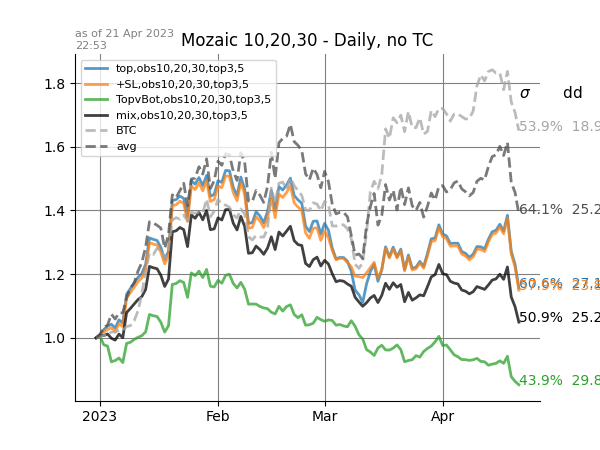 as of 21 Apr 2023
22:53
Mozaic 10,20,30 - Daily, no TC
top,obs10,20,30,top3,5
+SL,obs10,20,30,top3,5
TopvBot,obs10,20,30,top3,5
mix,obs10,20,30,top3,5
BTC
avg
σ dd
53.9% 18.9
64.1% 25.2
50.9% 25.2
43.9% 29.8
1.8
1.6
1.4
1.2
1.0
2023 Feb Mar Apr